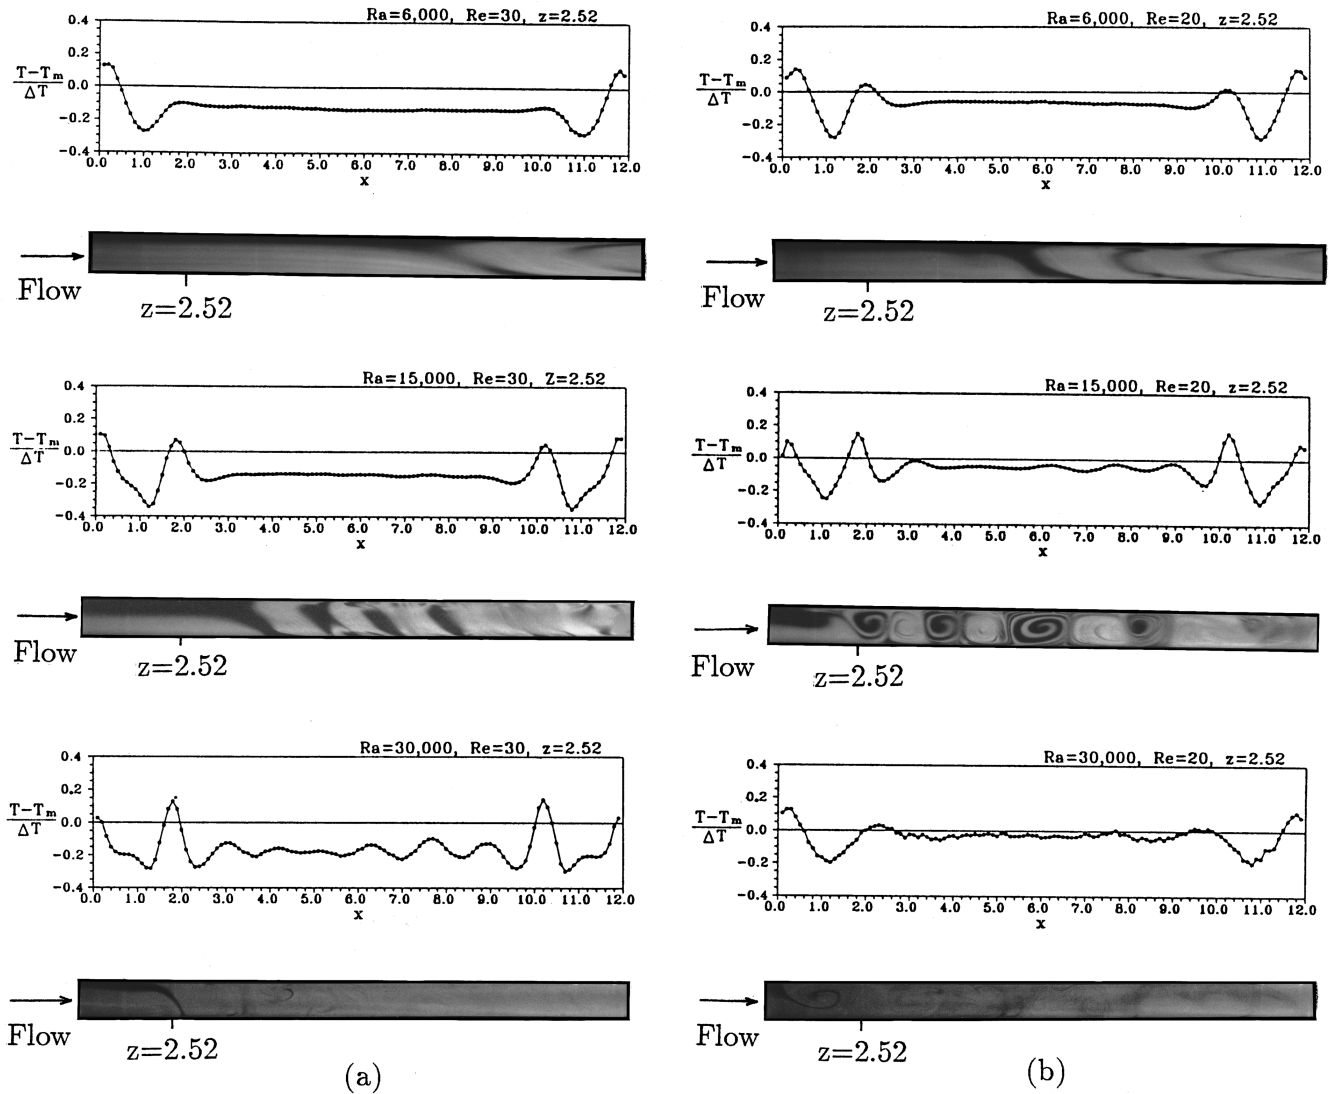 Ra=6,000, Re=30, z=2.52
0.4
0.2
0.0
−0.2
−0.4
T−Tm
ΔT
0.0 1.0 2.0 3.0 4.0 5.0 6.0 7.0 8.0 9.0 10.0 11.0 12.0
x
Flow
z=2.52
Ra=15,000, Re=30, Z=2.52
0.4
0.2
0.0
−0.2
−0.4
T−Tm
ΔT
0.0 1.0 2.0 3.0 4.0 5.0 6.0 7.0 8.0 9.0 10.0 11.0 12.0
x
Flow
z=2.52
Ra=30,000, Re=30, z=2.52
0.4
0.2
0.0
−0.2
−0.4
T−Tm
ΔT
0.0 1.0 2.0 3.0 4.0 5.0 6.0 7.0 8.0 9.0 10.0 11.0 12.0
x
Flow
z=2.52
(a)
Ra=6,000, Re=20, z=2.52
0.4
0.2
0.0
−0.2
−0.4
T−Tm
ΔT
0.0 1.0 2.0 3.0 4.0 5.0 6.0 7.0 8.0 9.0 10.0 11.0 12.0
x
Flow
z=2.52
Ra=15,000, Re=20, z=2.52
0.4
0.2
0.0
−0.2
−0.4
T−Tm
ΔT
0.0 1.0 2.0 3.0 4.0 5.0 6.0 7.0 8.0 9.0 10.0 11.0 12.0
x
Flow
z=2.52
Ra=30,000, Re=20, z=2.52
0.4
0.2
0.0
−0.2
−0.4
T−Tm
ΔT
0.0 1.0 2.0 3.0 4.0 5.0 6.0 7.0 8.0 9.0 10.0 11.0 12.0
x
Flow
z=2.52
(b)